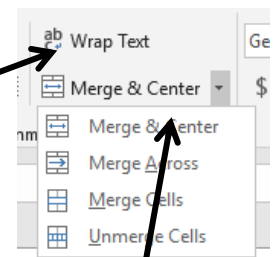 ab Wrap Text
Ge
Merge & Center $
Merge & Center
Merge Across
Merge Cells
Unmerge Cells